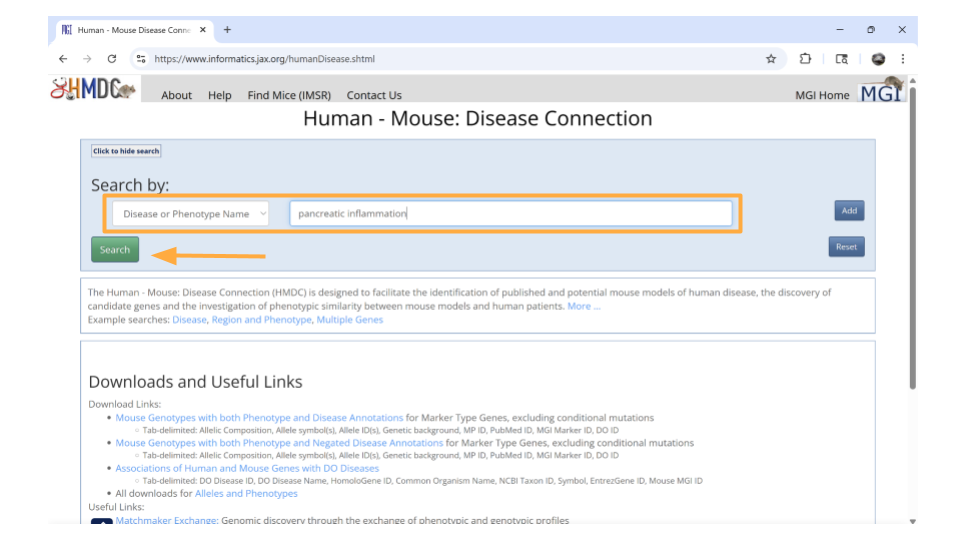 Human - Mouse Disease Conne
https://www.informatics.jax.org/humanDisease.shtml
HMDC
About Help Find Mice (IMSR) Contact Us
MGI Home MGI
Human - Mouse: Disease Connection
Click to hide search
Search by:
Disease or Phenotype Name
pancreatic inflammation
Add
Search
Reset
The Human - Mouse: Disease Connection (HMDC) is designed to facilitate the identification of published and potential mouse models of human disease, the discovery of
candidate genes and the investigation of phenotypic similarity between mouse models and human patients. More ...
Example searches: Disease, Region and Phenotype, Multiple Genes
Downloads and Useful Links
Download Links:
Mouse Genotypes with both Phenotype and Disease Annotations for Marker Type Genes, excluding conditional mutations
Tab-delimited: Allelic Composition, Allele symbol(s), Allele ID(s), Genetic background, MP ID, PubMed ID, MGI Marker ID, DO ID
Mouse Genotypes with both Phenotype and Negated Disease Annotations for Marker Type Genes, excluding conditional mutations
Tab-delimited: Allelic Composition, Allele symbol(s), Allele ID(s), Genetic background, MP ID, PubMed ID, MGI Marker ID, DO ID
Associations of Human and Mouse Genes with DO Diseases
Tab-delimited: DO Disease ID, DO Disease Name, HomoloGene ID, Common Organism Name, NCBI Taxon ID, Symbol, EntrezGene ID, Mouse MGI ID
All downloads for Alleles and Phenotypes
Useful Links:
Matchmaker Exchange: Genomic discovery through the exchange of phenotypic and genotypic profiles